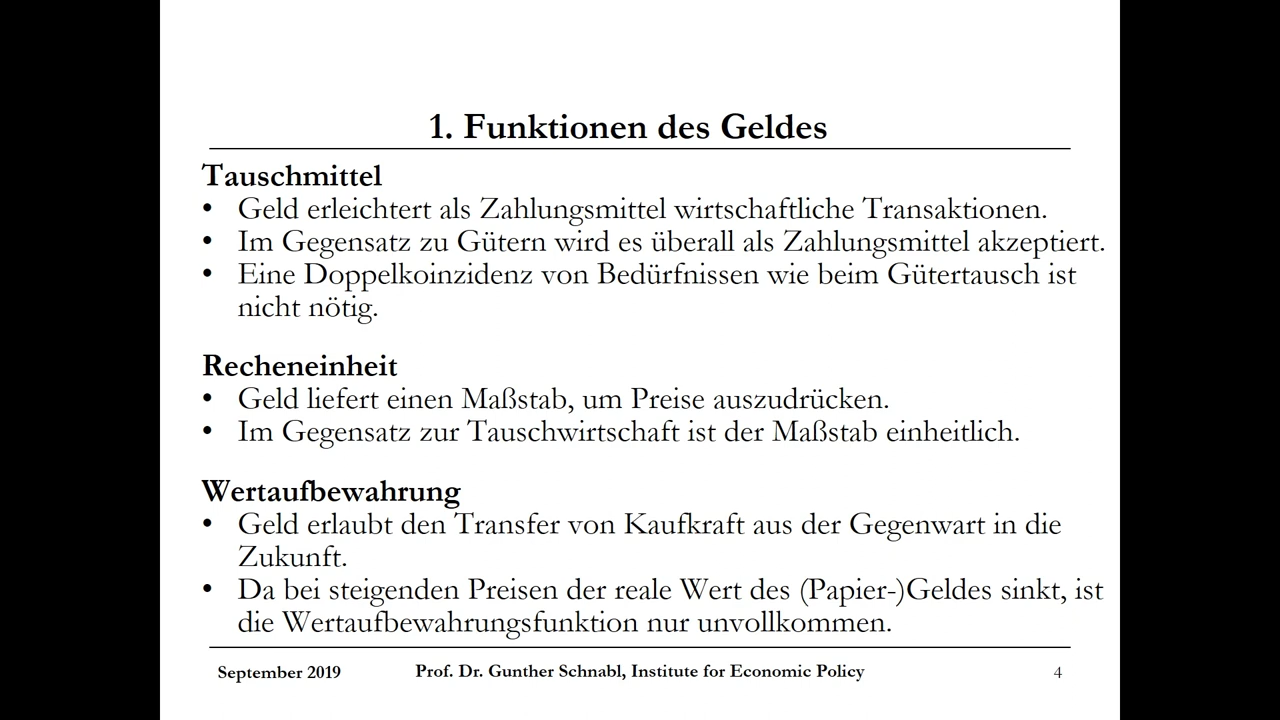 1. Funktionen des Geldes
Tauschmittel
• Geld erleichtert als Zahlungsmittel wirtschaftliche Transaktionen.
• Im Gegensatz zu Gütern wird es überall als Zahlungsmittel akzeptiert.
• Eine Doppelkoinzidenz von Bedürfnissen wie beim Gütertausch ist
nicht nötig.
Recheneinheit
• Geld liefert einen Maßstab, um Preise auszudrücken.
• Im Gegensatz zur Tauschwirtschaft ist der Maßstab einheitlich.
Wertaufbewahrung
• Geld erlaubt den Transfer von Kaufkraft aus der Gegenwart in die
Zukunft.
• Da bei steigenden Preisen der reale Wert des (Papier-)Geldes sinkt, ist
die Wertaufbewahrungsfunktion nur unvollkommen.
September 2019 Prof. Dr. Gunther Schnabl, Institute for Economic Policy 4